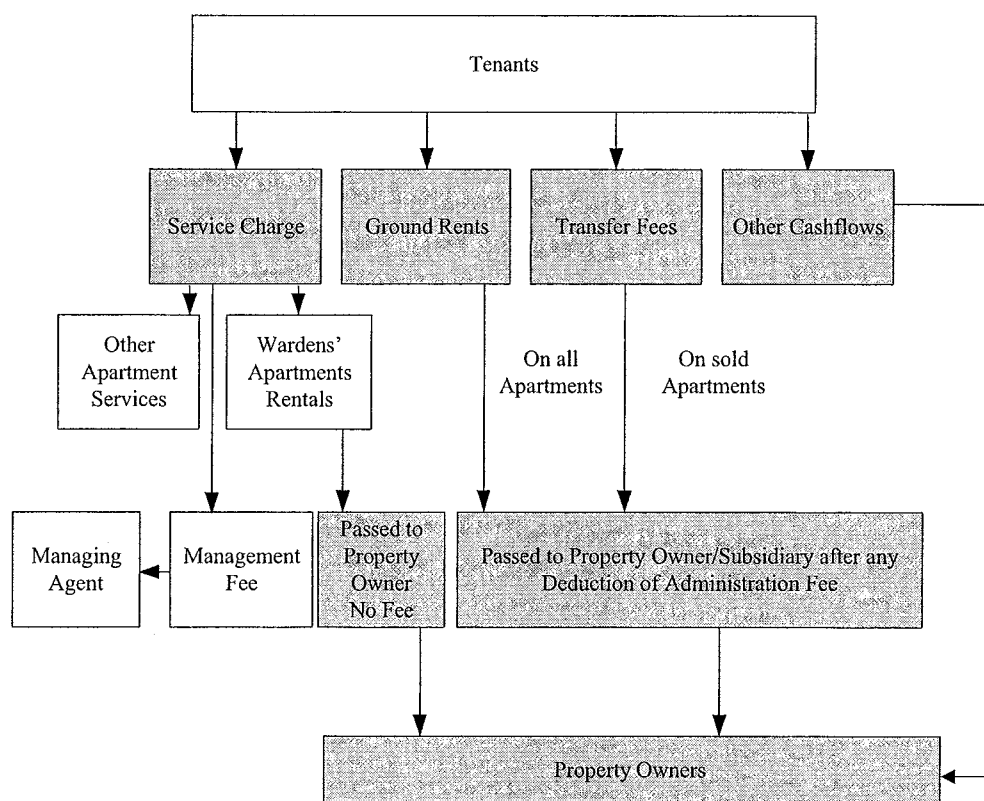 Tenants
Service Charge
Ground Rents
Transfer Fees
Other Cashflows
Other
Apartment
Services
Wardens'
Apartments
Rentals
On all
Apartments
On sold
Apartments
Managing
Agent
Management
Fee
Passed to
Property
Owner
No Fee
Passed to Property Owner/Subsidiary after any
Deduction of Administration Fee
Property Owners